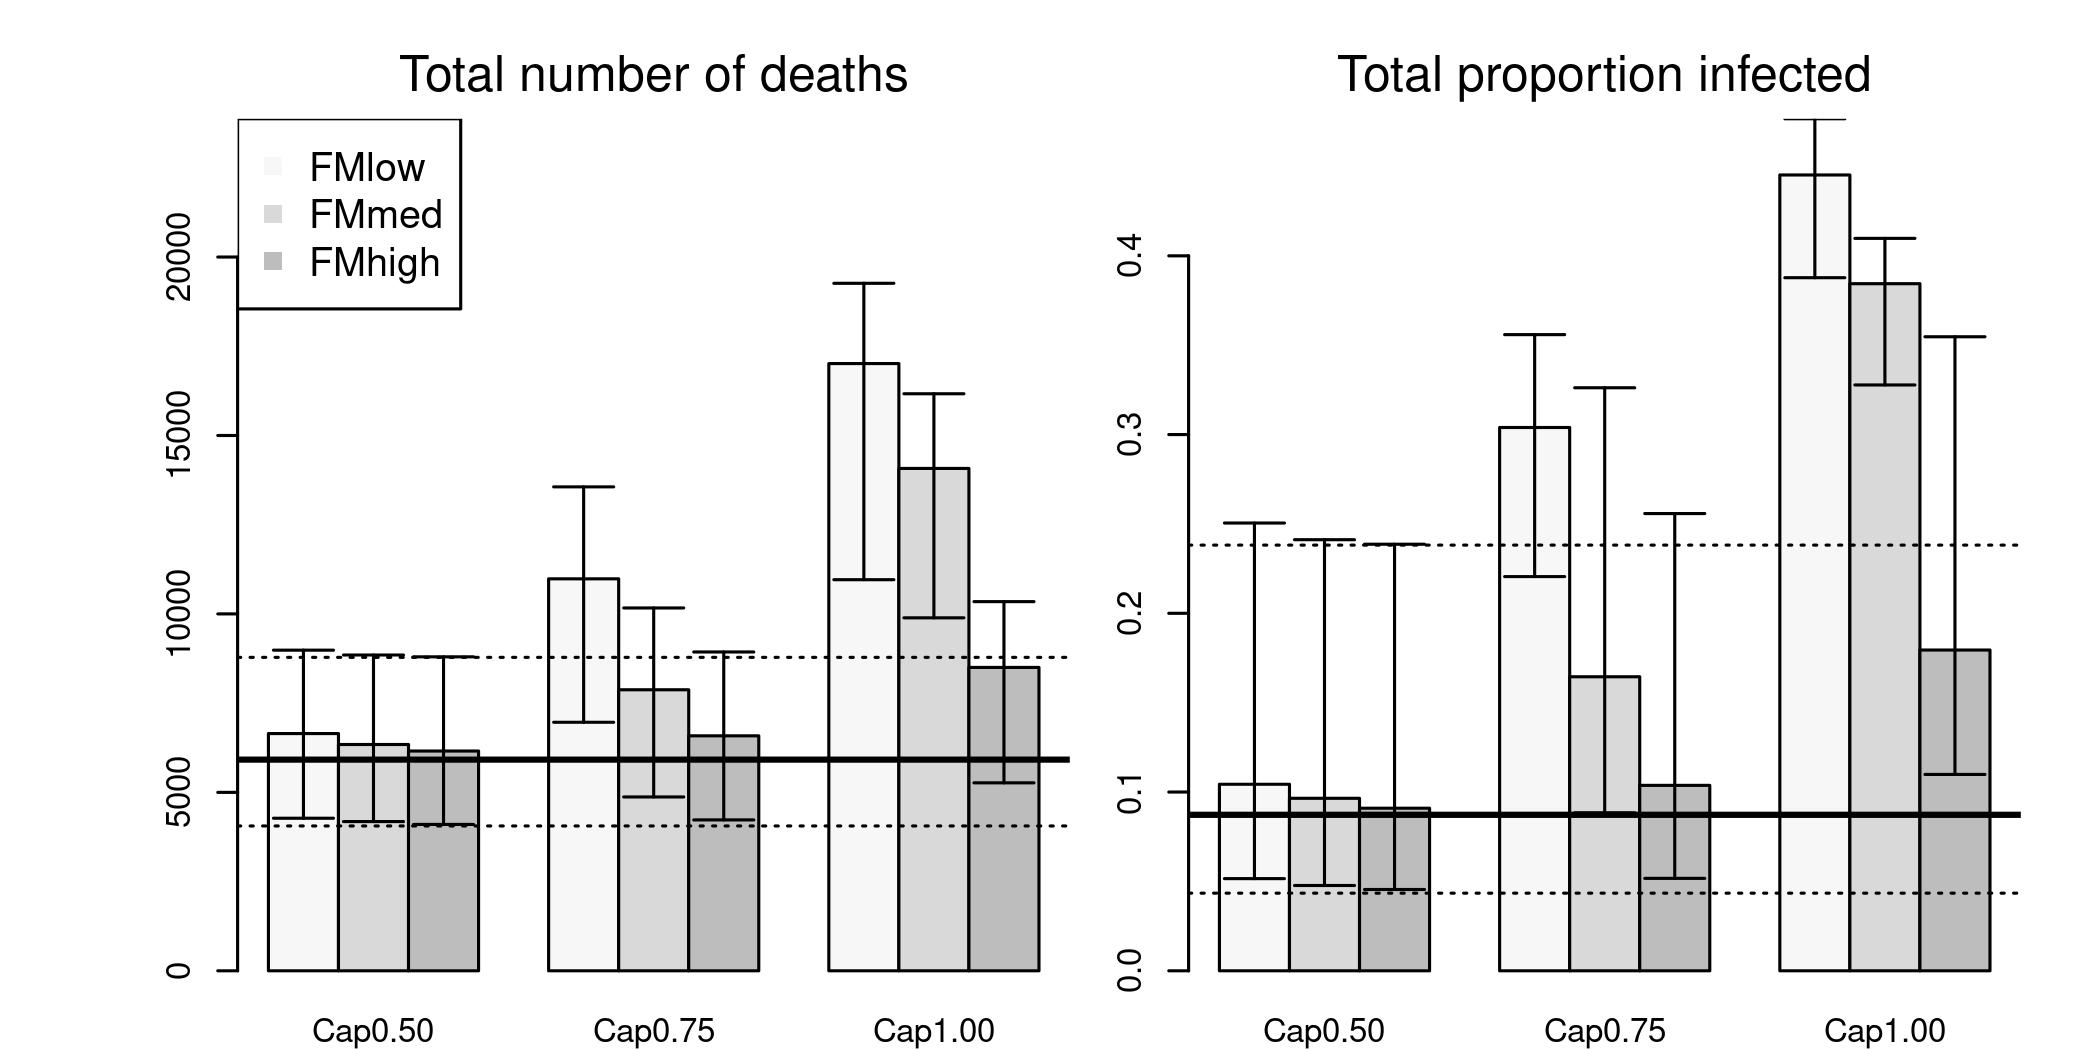 Total number of deaths
FMlow
FMmed
FMhigh
20000
15000
10000
5000
0
Cap0.50 Cap0.75 Cap1.00
Total proportion infected
0.4
0.3
0.2
0.1
0.0
Cap0.50 Cap0.75 Cap1.00